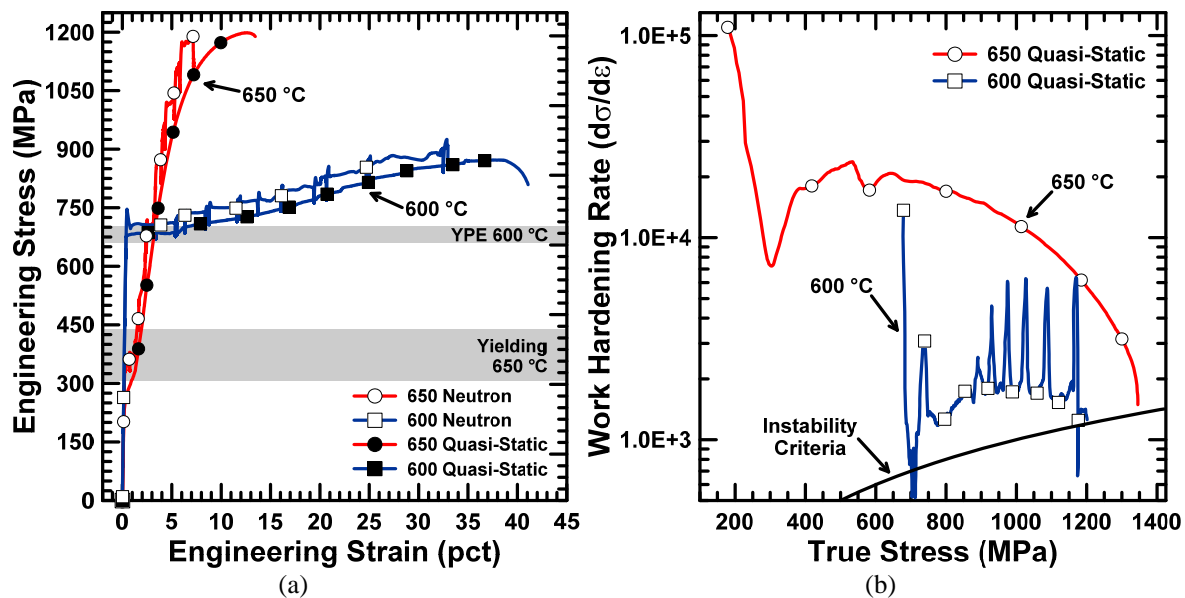 1200
1050
900
750
600
450
300
150
0
Engineering Stress (MPa)
650 °C
600 °C
YPE 600 °C
Yielding
650 °C
650 Neutron
600 Neutron
650 Quasi-Static
600 Quasi-Static
0 5 10 15 20 25 30 35 40 45
Engineering Strain (pct)
(a)
1.0E+5
1.0E+4
1.0E+3
Work Hardening Rate (dσ/dε)
650 Quasi-Static
600 Quasi-Static
650 °C
600 °C
Instability
Criteria
200 400 600 800 1000 1200 1400
True Stress (MPa)
(b)